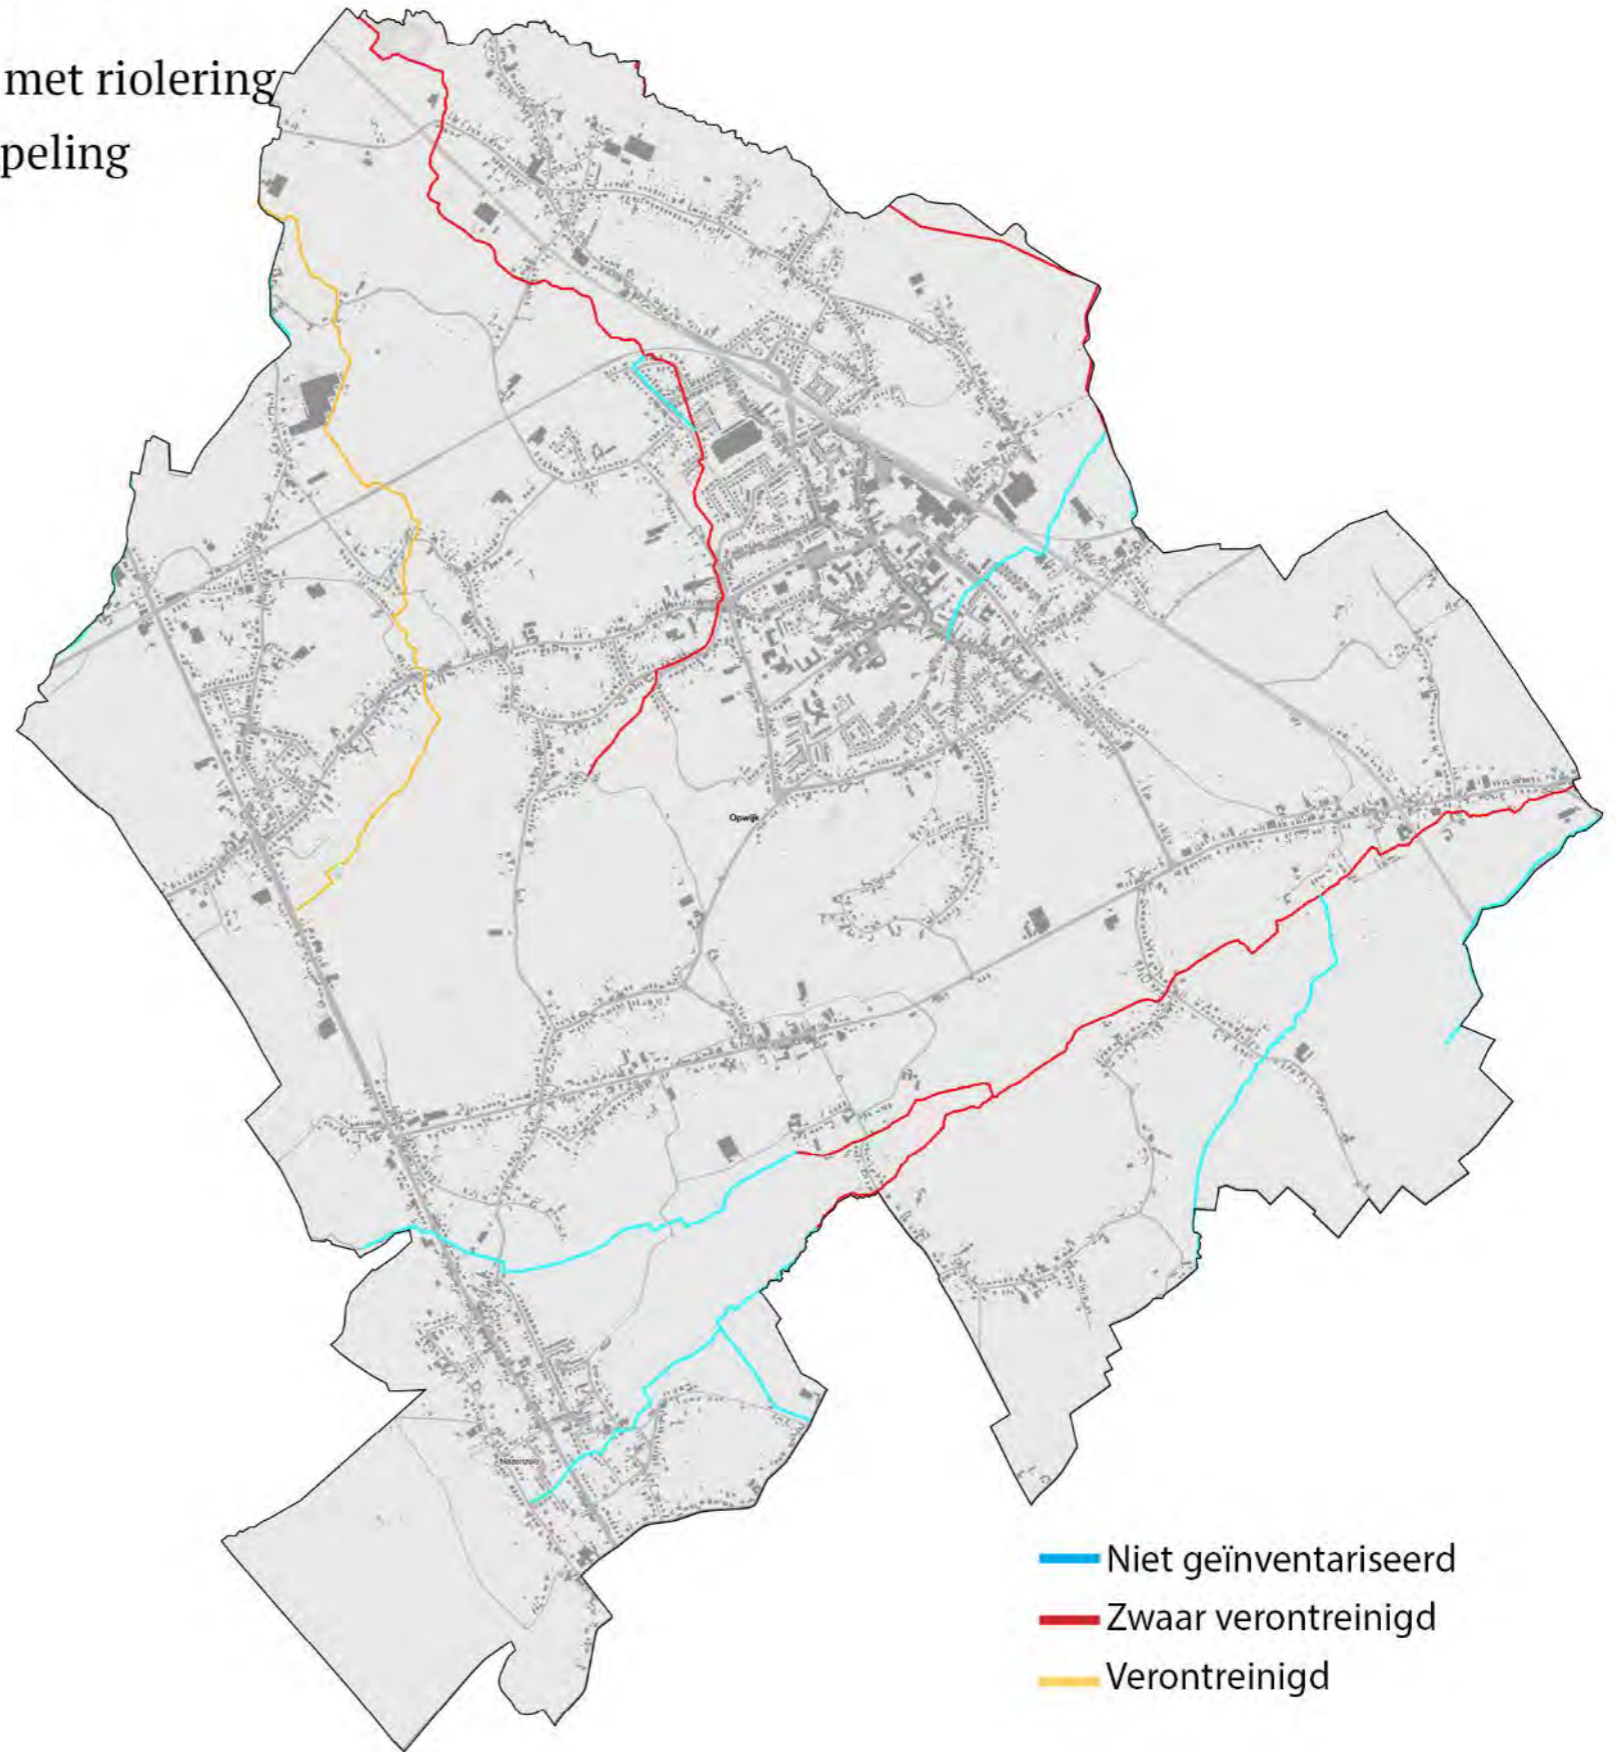 met riolering
peling
Opwijk
Niet geïnventariseerd
Zwaar verontreinigd
Verontreinigd